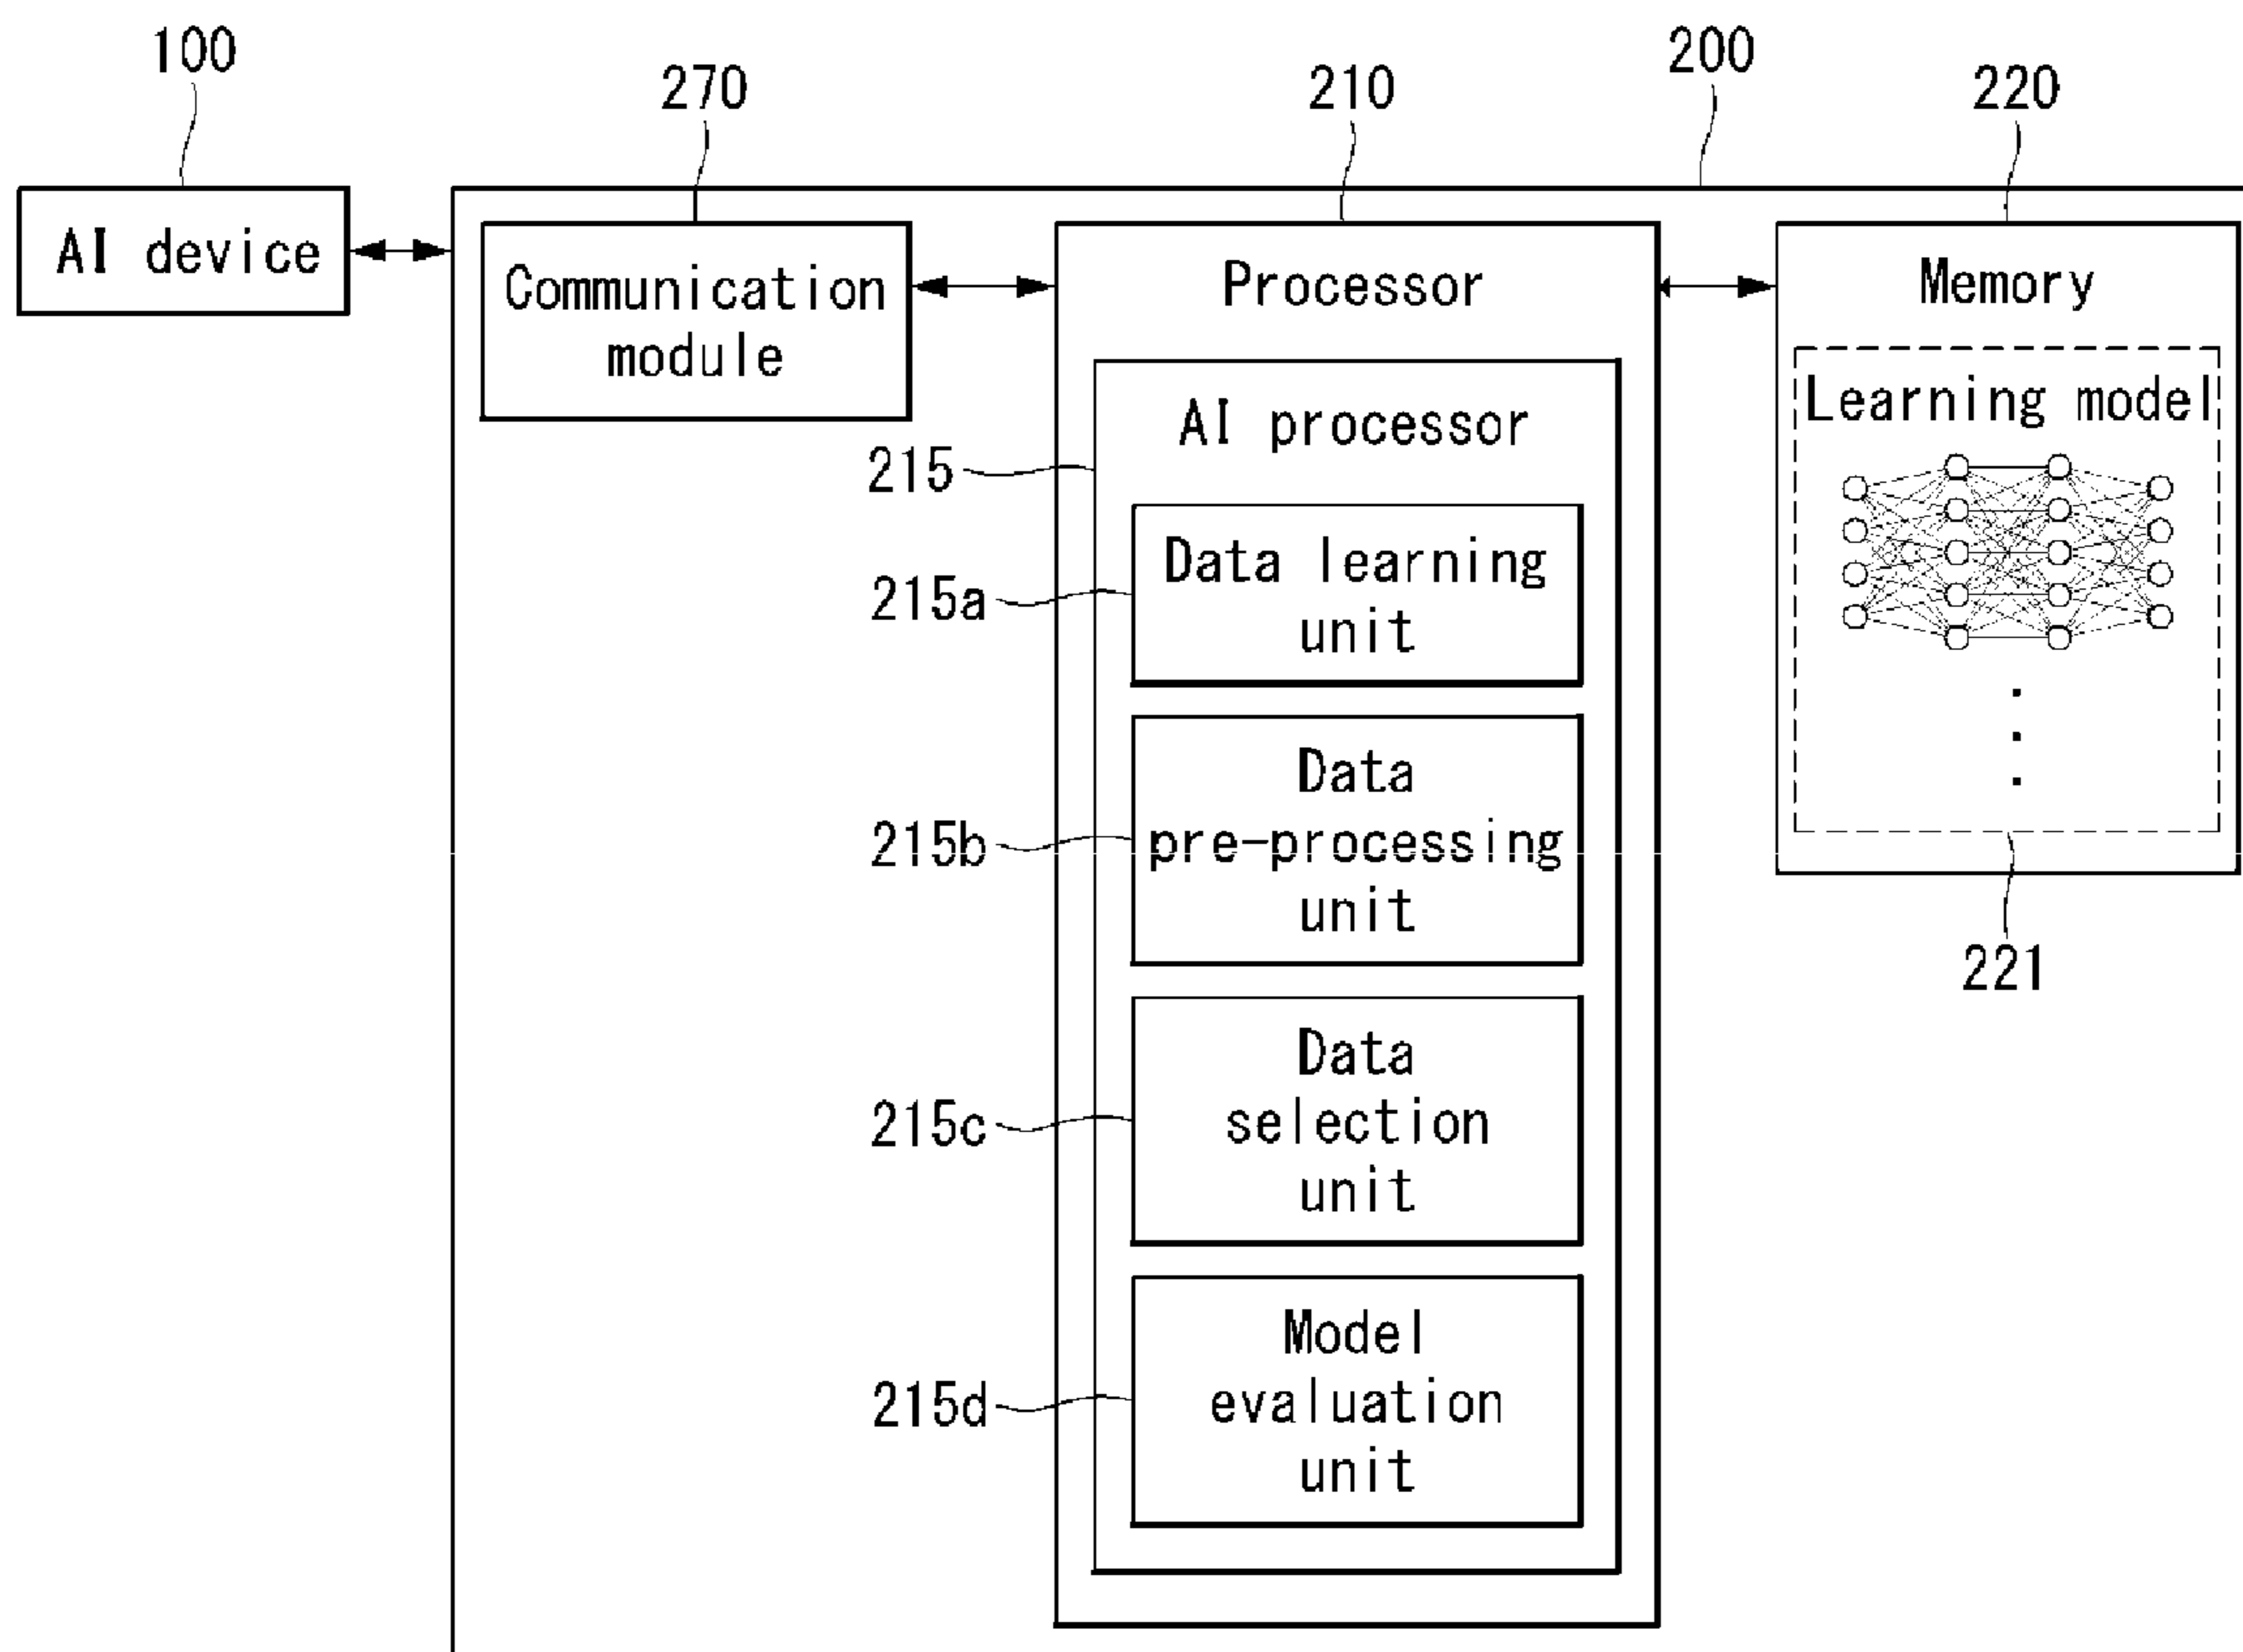 100
270
210
200
220
AI device
Communication
module
Processor
Memory
Learning model
221
AI processor
215
Data learning
unit
215a
Data
pre-processing
unit
215b
Data
selection
unit
215c
Model
evaluation
unit
215d